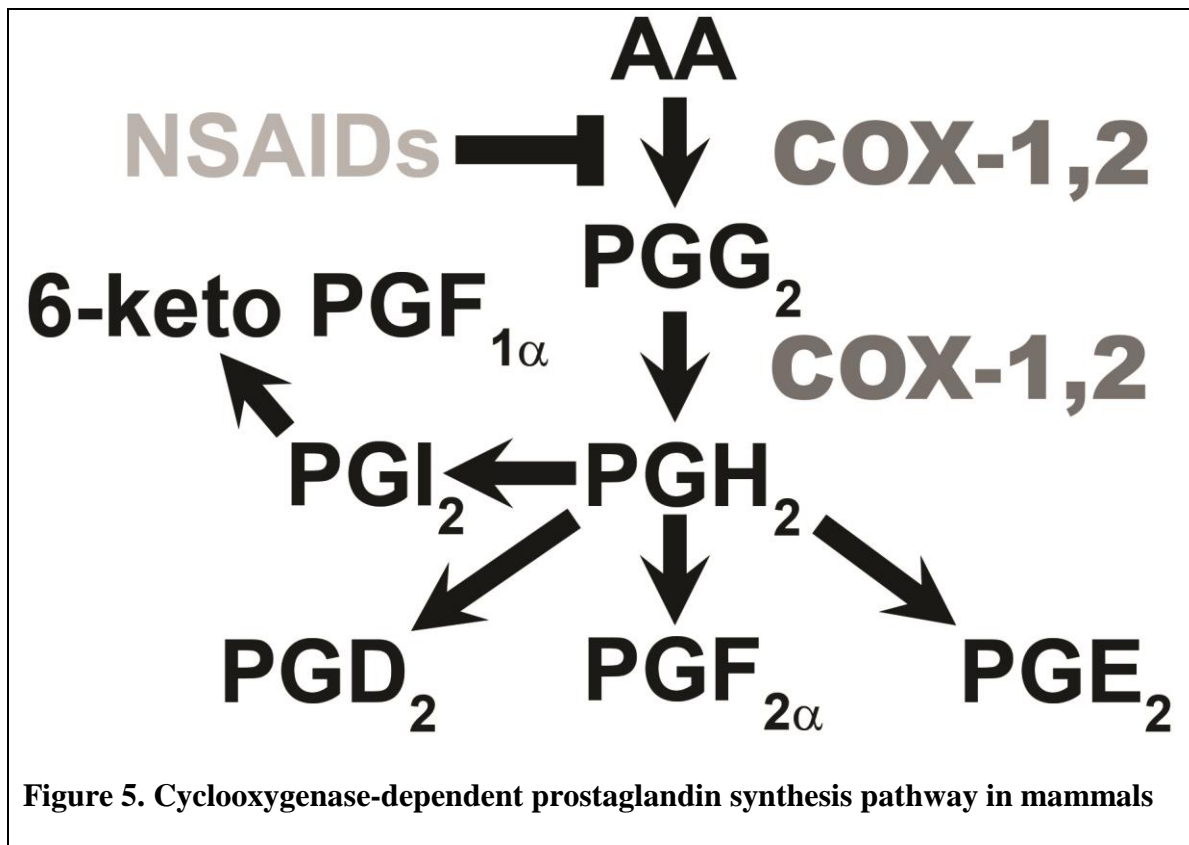 AA
NSAIDs
COX-1,2
PGG₂
6-keto PGF₁α
COX-1,2
PGI₂
PGH₂
PGD₂
PGF₂α
PGE₂
Figure 5. Cyclooxygenase-dependent prostaglandin synthesis pathway in mammals